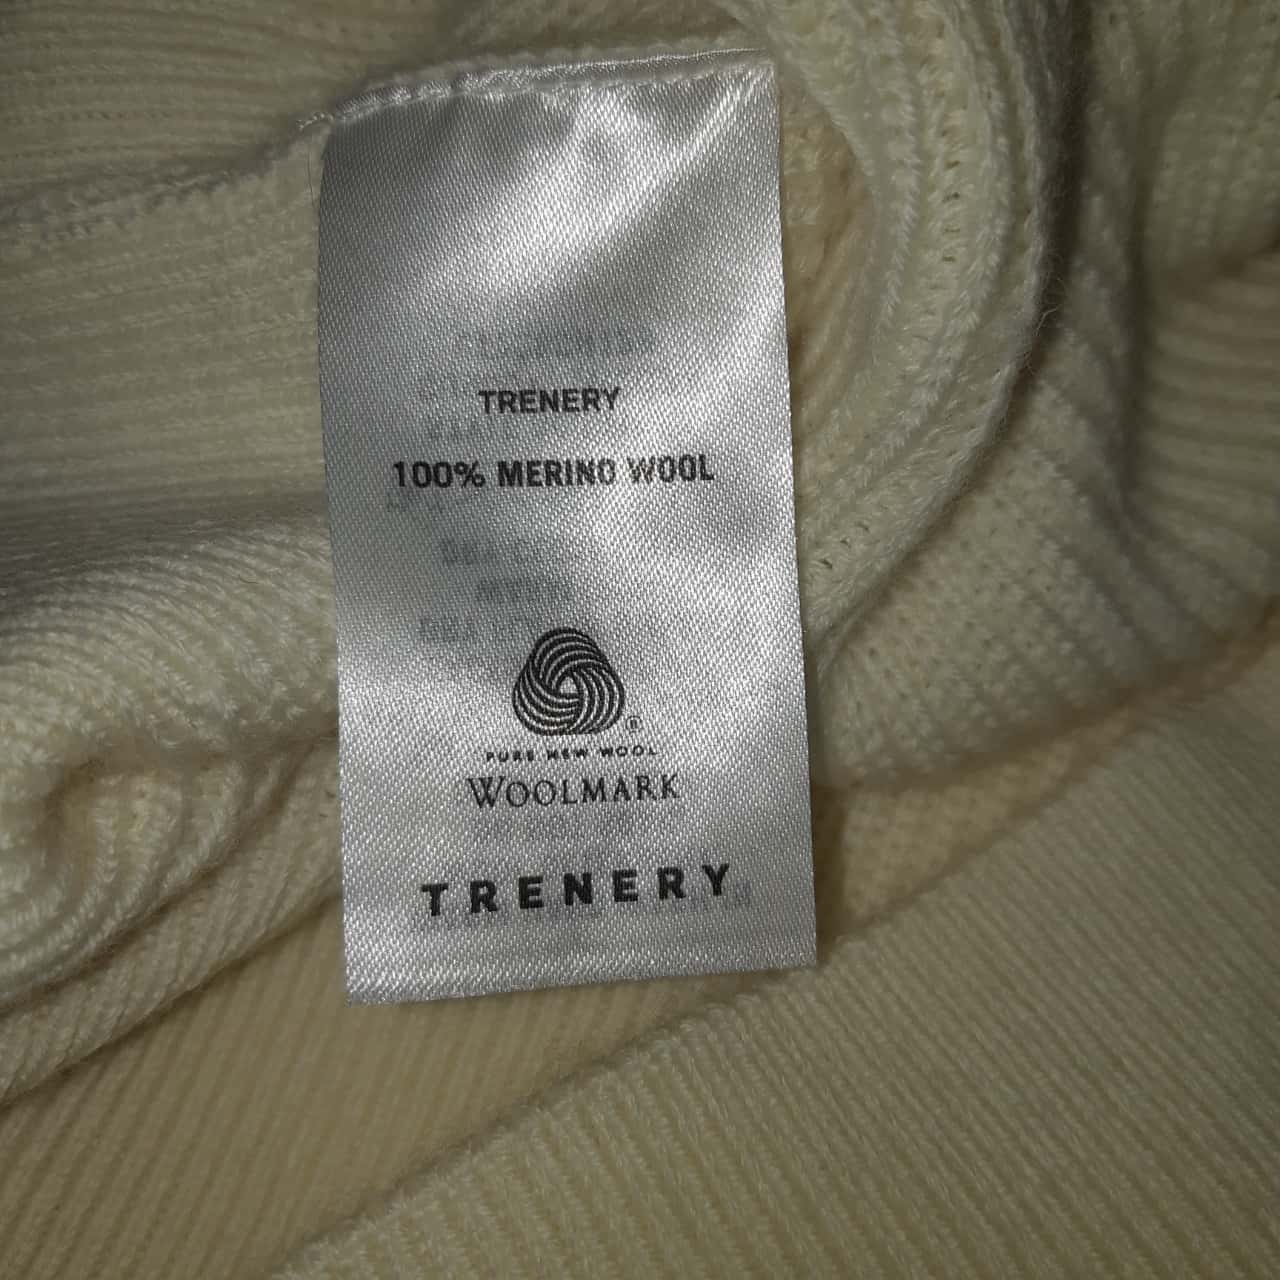 TRENERY
100% MERINO WOOL
®
PURE NEW WOOL
WOOLMARK
TRENERY